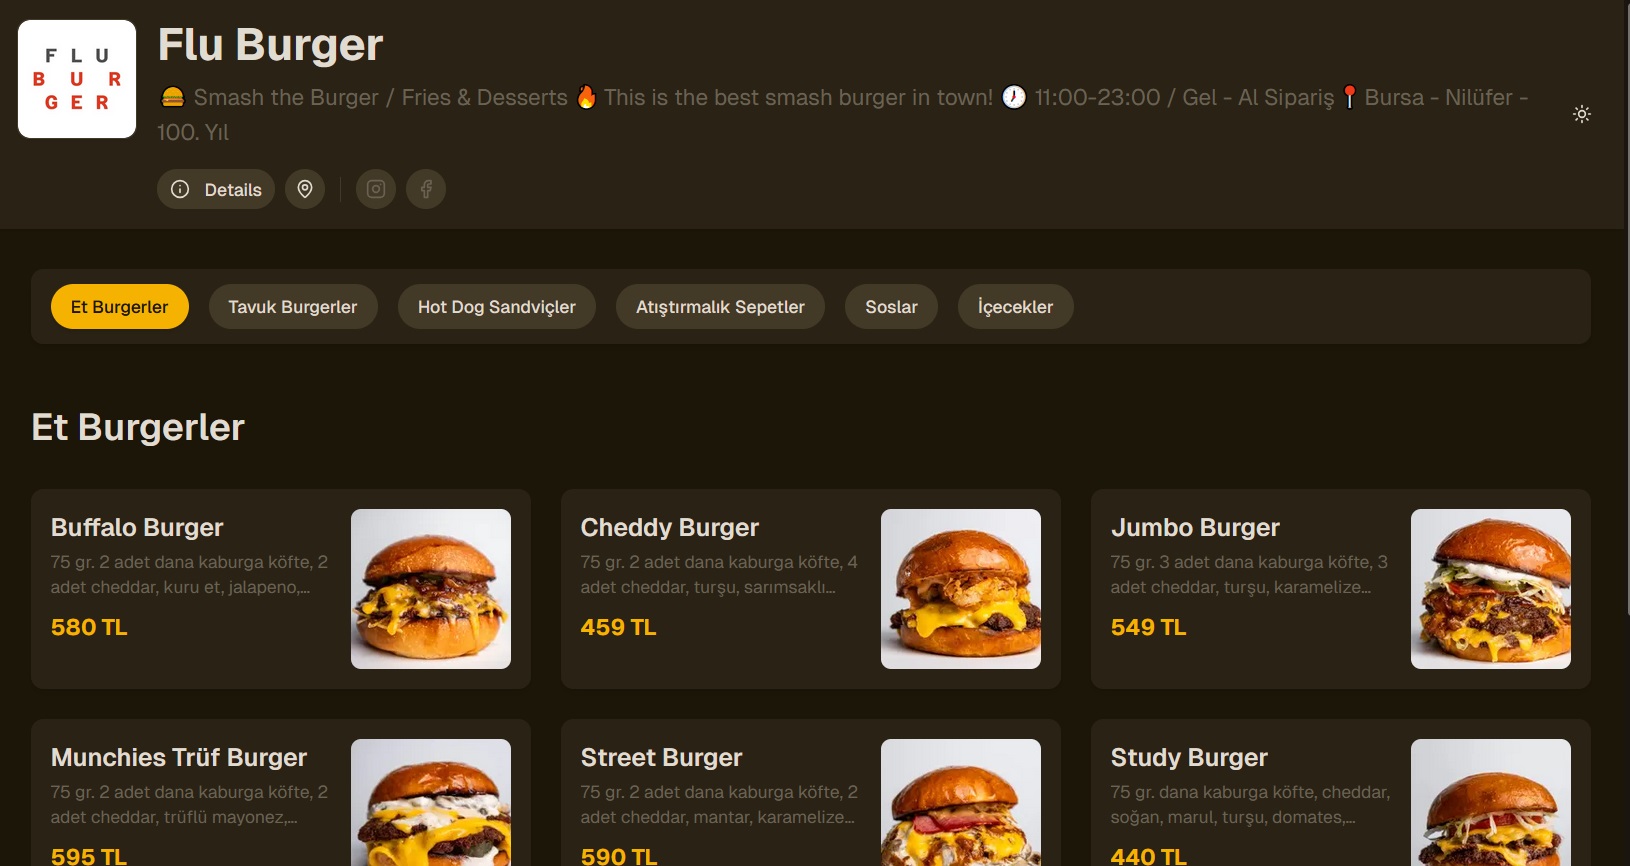 FLU
BUR
GER
Flu Burger
🍔 Smash the Burger / Fries & Desserts 🔥 This is the best smash burger in town! 🕖 11:00-23:00 / Gel - Al Sipariş 📍 Bursa - Nilüfer -
100. Yıl
Details
Et Burgerler
Tavuk Burgerler
Hot Dog Sandviçler
Atıştırmalık Sepetler
Soslar
İçecekler
Et Burgerler
Buffalo Burger
75 gr. 2 adet dana kaburga köfte, 2
adet cheddar, kuru et, jalapeno,...
580 TL
Cheddy Burger
75 gr. 2 adet dana kaburga köfte, 4
adet cheddar, turşu, sarımsaklı...
459 TL
Jumbo Burger
75 gr. 3 adet dana kaburga köfte, 3
adet cheddar, turşu, karamelize...
549 TL
Munchies Trüf Burger
75 gr. 2 adet dana kaburga köfte, 2
adet cheddar, trüflü mayonez,...
595 TL
Street Burger
75 gr. 2 adet dana kaburga köfte, 2
adet cheddar, mantar, karamelize...
590 TL
Study Burger
75 gr. dana kaburga köfte, cheddar,
soğan, marul, turşu, domates,...
440 TL